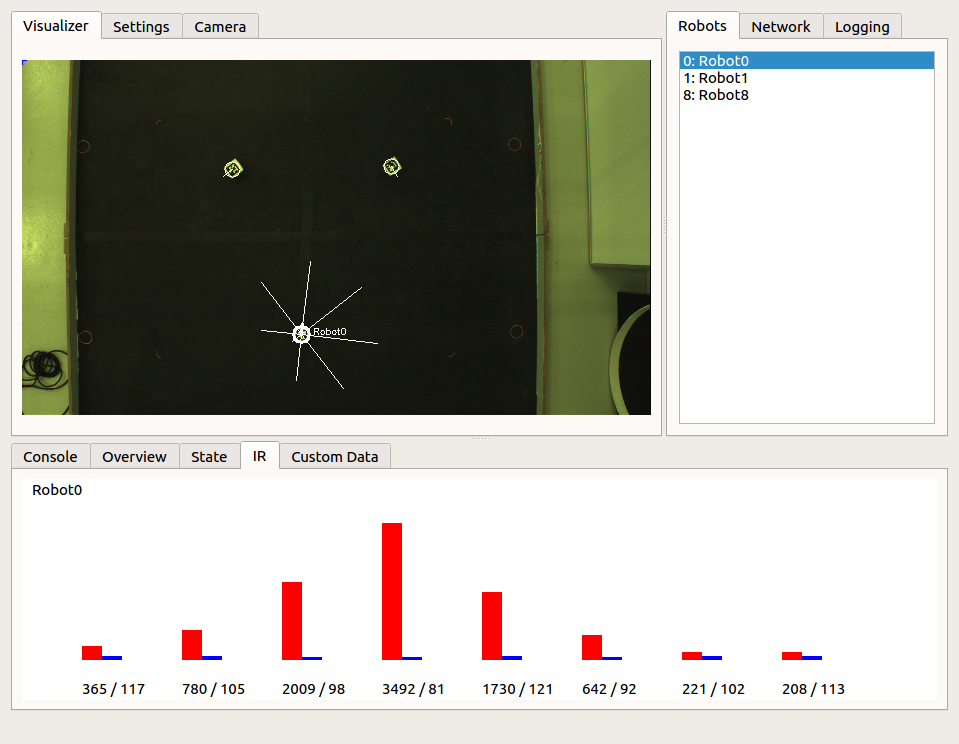 Visualizer Settings Camera
Robots Network Logging
0: Robot0
1: Robot1
8: Robot8
Robot0
Console Overview State IR Custom Data
Robot0
365 / 117 780 / 105 2009 / 98 3492 / 81 1730 / 121 642 / 92 221 / 102 208 / 113